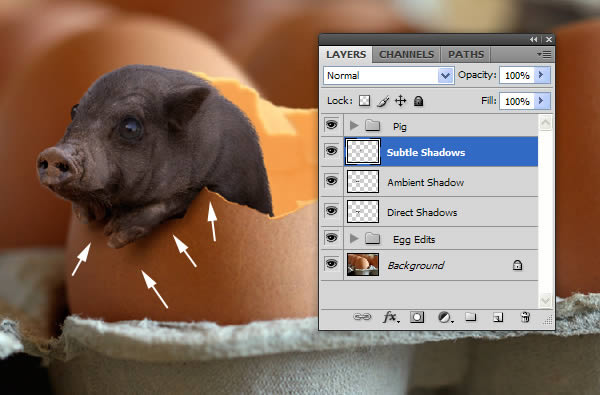 LAYERS CHANNELS PATHS
Normal Opacity: 100%
Lock: Fill: 100%
Pig
Subtle Shadows
Ambient Shadow
Direct Shadows
Egg Edits
Background
fx